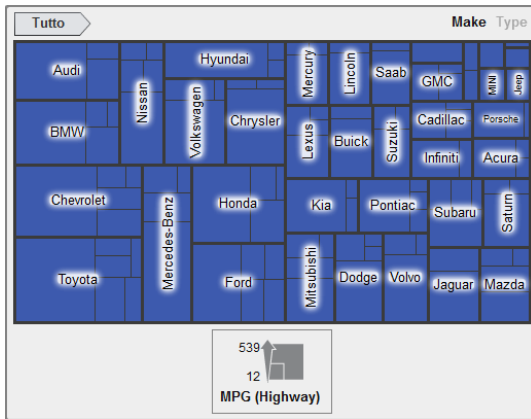 Tutto
Make Type
Audi
Nissan
Hyundai
Mercury
Lincoln
Saab
GMC
MINI
Jeep
BMW
Volkswagen
Chrysler
Lexus
Buick
Suzuki
Cadillac
Porsche
Infiniti
Acura
Chevrolet
Mercedes-Benz
Honda
Kia
Pontiac
Subaru
Saturn
Toyota
Ford
Mitsubishi
Dodge
Volvo
Jaguar
Mazda
539
12
MPG (Highway)